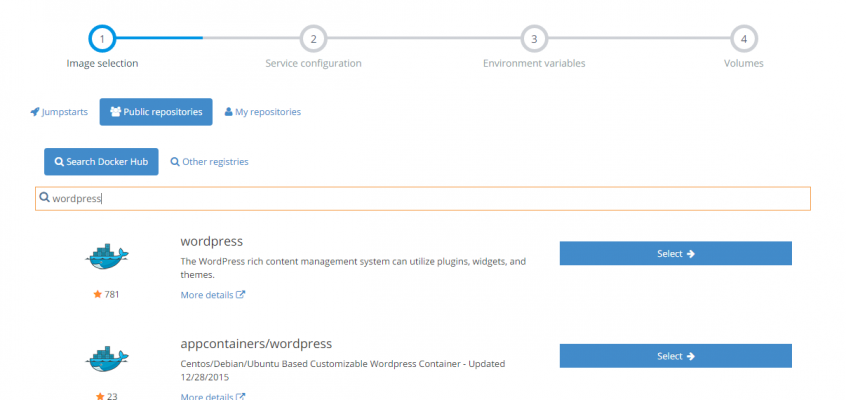 1 2 3 4
Image selection Service configuration Environment variables Volumes
Jumpstarts Public repositories My repositories
Search Docker Hub Other registries
wordpress
wordpress
Select
The WordPress rich content management system can utilize plugins, widgets, and
themes.
781 More details
appcontainers/wordpress
Select
Centos/Debian/Ubuntu Based Customizable Wordpress Container - Updated
12/28/2015
23 More details